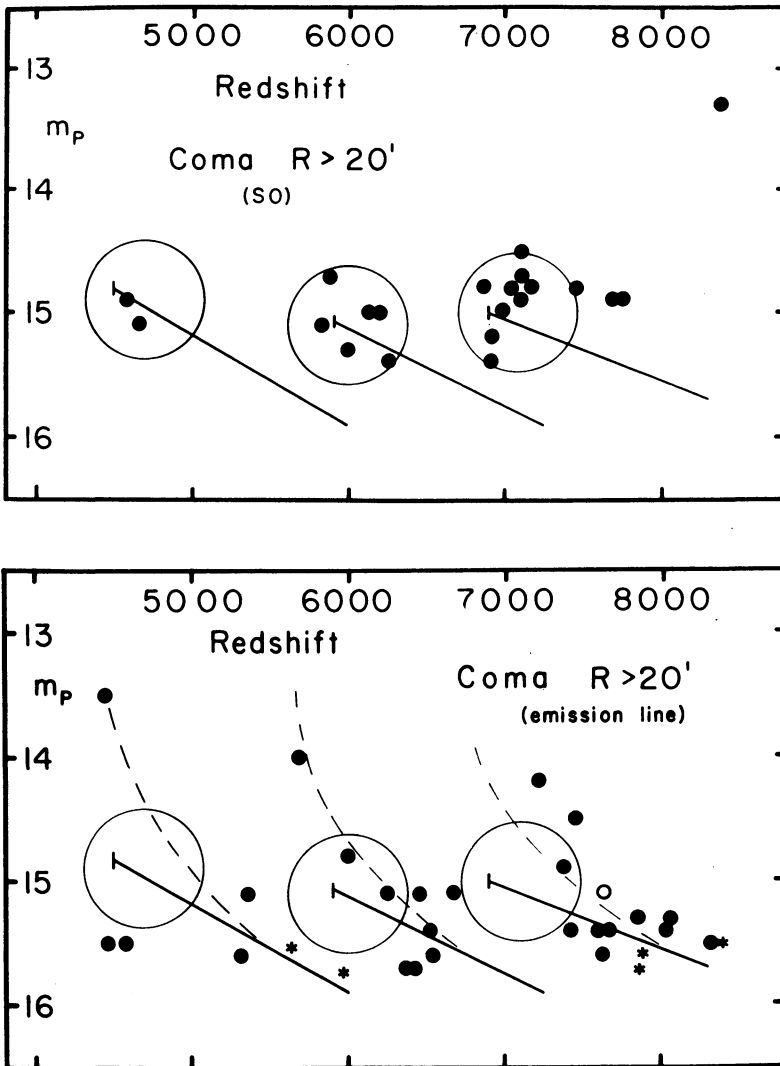 5000 6000 7000 8000
13
Redshift
mp
Coma R > 20'
(SO)
14
15
16
5000 6000 7000 8000
13
Redshift
mp
Coma R > 20'
(emission line)
14
15
16